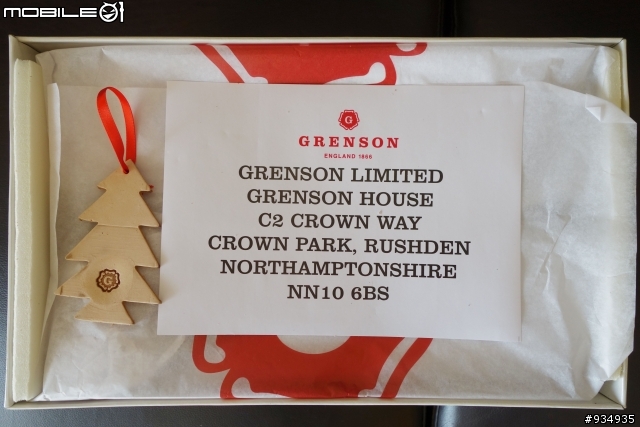 MOBILE01
G
GRENSON
ENGLAND 1866
GRENSON LIMITED
GRENSON HOUSE
C2 CROWN WAY
CROWN PARK, RUSHDEN
NORTHAMPTONSHIRE
NN10 6BS
G
#934935